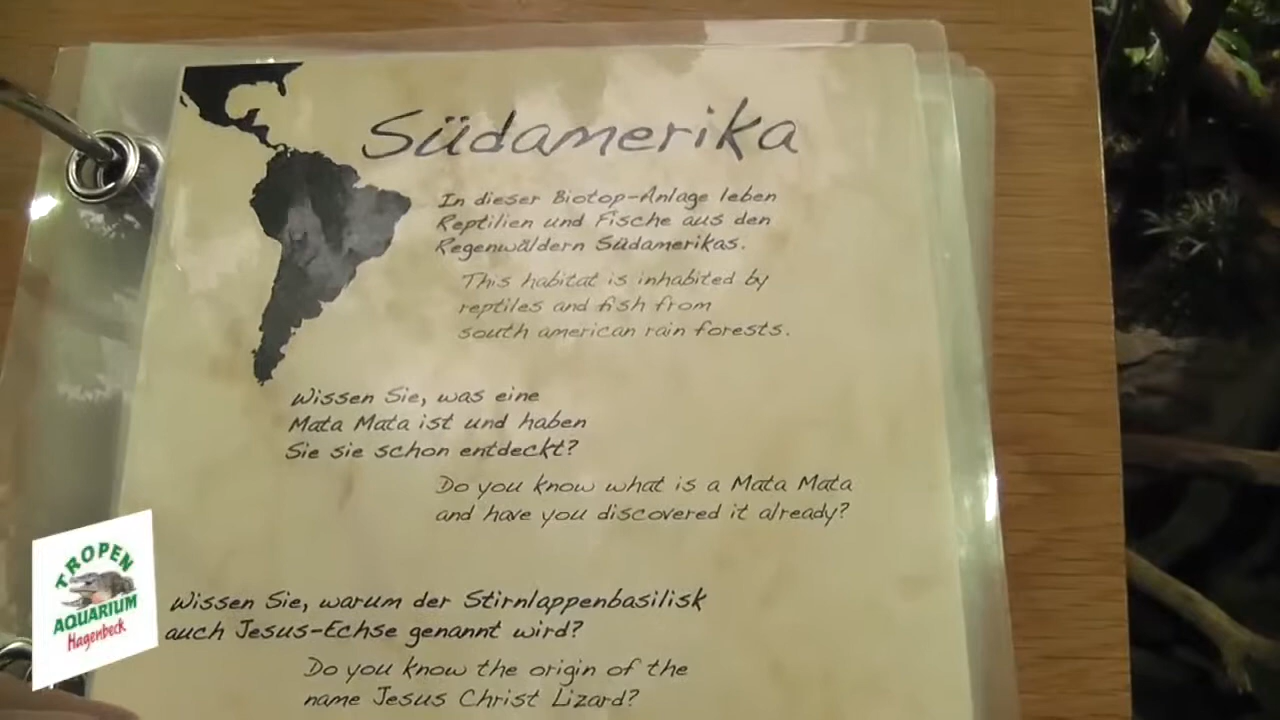 Südamerika
In dieser Biotop-Anlage leben
Reptilien und Fische aus den
Regenwäldern Südamerikas.
This habitat is inhabited by
reptiles and fish from
south american rain forests.
Wissen Sie, was eine
Mata Mata ist und haben
Sie sie schon entdeckt?
Do you know what is a Mata Mata
and have you discovered it already?
Wissen Sie, warum der Stirnlappenbasilisk
auch Jesus-Echse genannt wird?
Do you know the origin of the
name Jesus Christ Lizard?
TROPEN
AQUARIUM
Hagenbeck